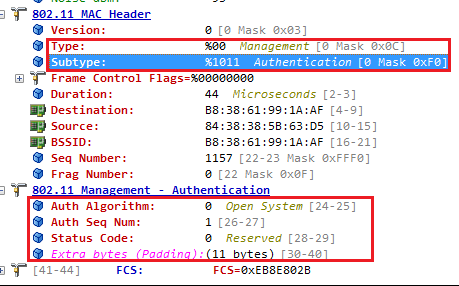 802.11 MAC Header
Version: 0 [0 Mask 0x03]
Type: %00 Management [0 Mask 0x0C]
Subtype: %1011 Authentication [0 Mask 0xF0]
Frame Control Flags=%00000000
Duration: 44 Microseconds [2-3]
Destination: B8:38:61:99:1A:AF [4-9]
Source: 84:38:38:5B:63:D5 [10-15]
BSSID: B8:38:61:99:1A:AF [16-21]
Seq Number: 1157 [22-23 Mask 0xFFF0]
Frag Number: 0 [22 Mask 0x0F]
802.11 Management - Authentication
Auth Algorithm: 0 Open System [24-25]
Auth Seq Num: 1 [26-27]
Status Code: 0 Reserved [28-29]
Extra bytes (Padding):(11 bytes) [30-40]
[41-44] FCS: FCS=0xEB8E802B